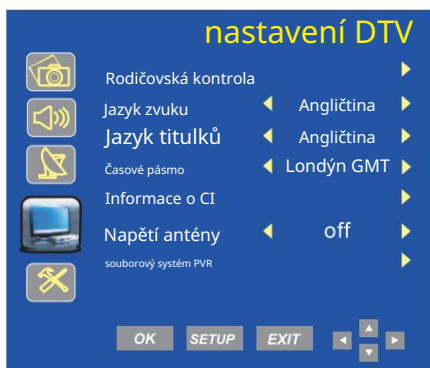 nastavení DTV
Rodičovská kontrola
Jazyk zvuku Angličtina
Jazyk titulků Angličtina
Časové pásmo Londýn GMT
Informace o CI
Napětí antény off
souborový systém PVR
OK SETUP EXIT